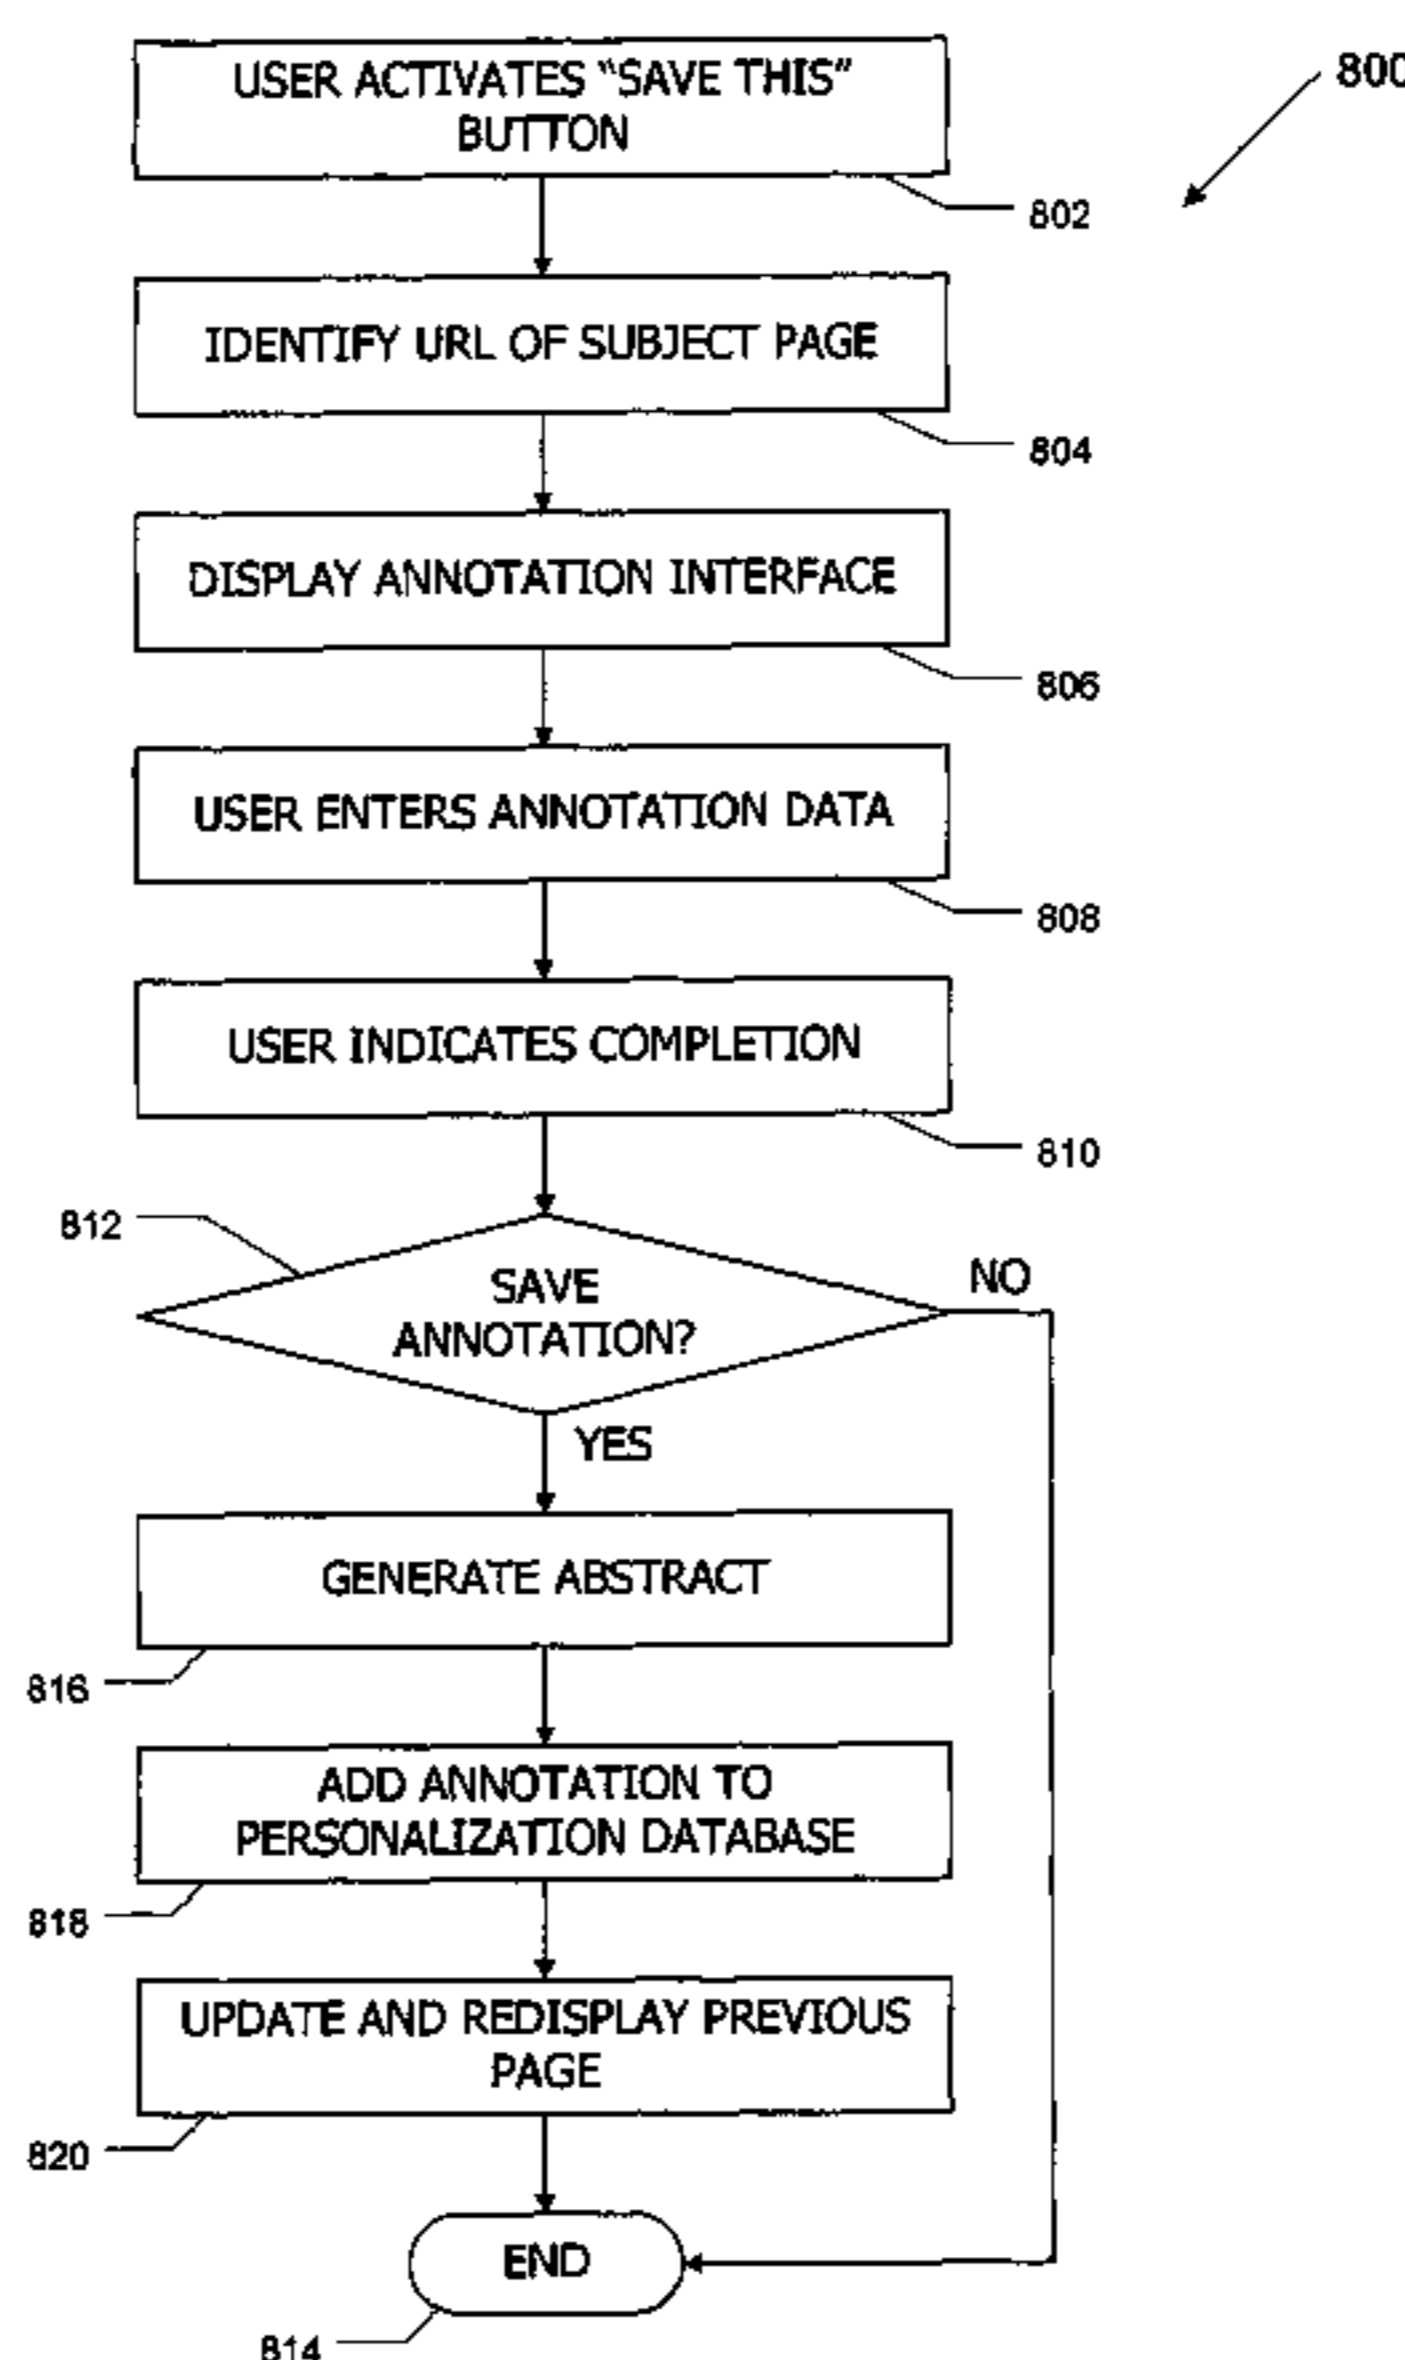 800
USER ACTIVATES “SAVE THIS”
BUTTON
802
IDENTIFY URL OF SUBJECT PAGE
804
DISPLAY ANNOTATION INTERFACE
806
USER ENTERS ANNOTATION DATA
808
USER INDICATES COMPLETION
810
812
SAVE
ANNOTATION?
NO
YES
GENERATE ABSTRACT
816
ADD ANNOTATION TO
PERSONALIZATION DATABASE
818
UPDATE AND REDISPLAY PREVIOUS
PAGE
820
END
814